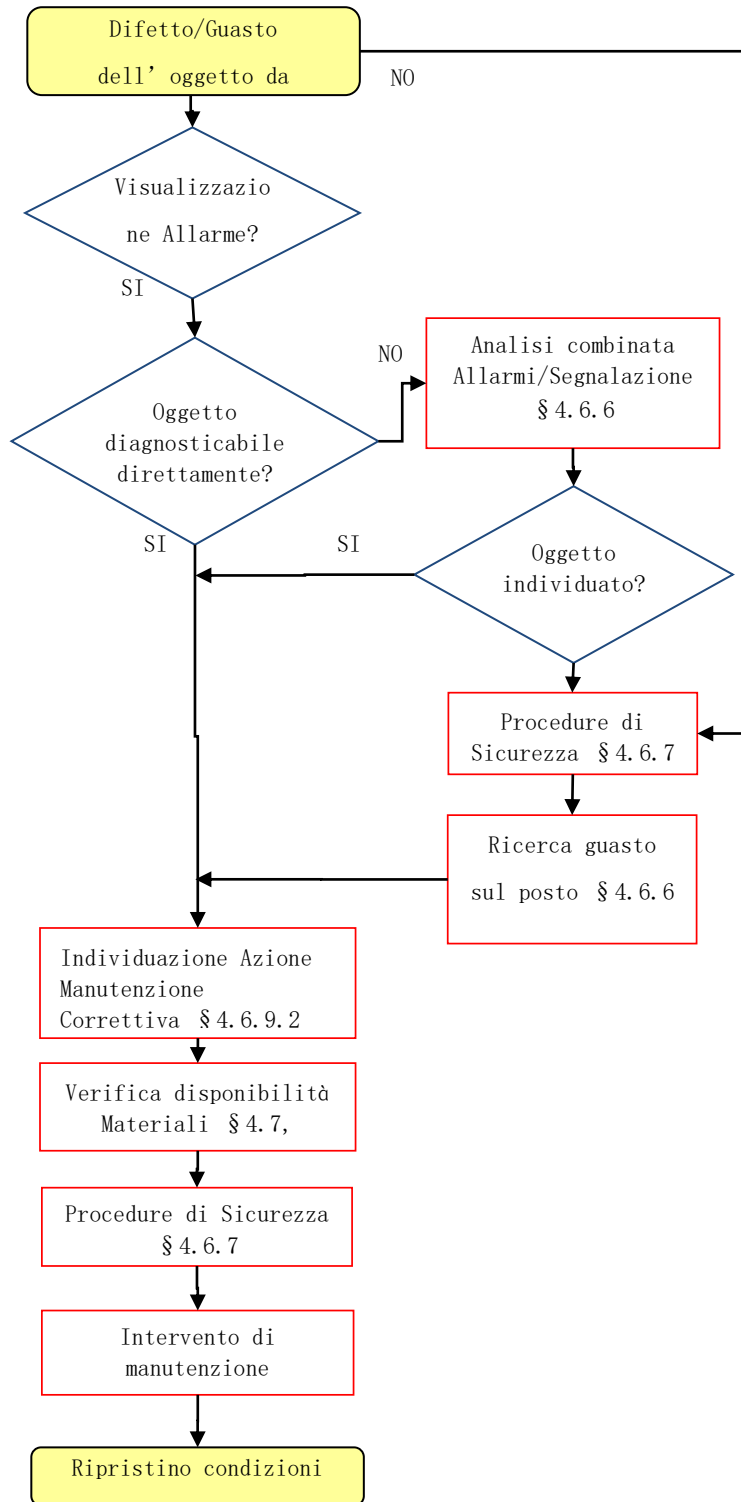 Difetto/Guasto
dell’oggetto da
NO
Visualizzazio
ne Allarme?
SI
NO
Analisi combinata
Allarmi/Segnalazione
§4.6.6
Oggetto
diagnosticabile
direttamente?
SI
SI
Oggetto
individuato?
Procedure di
Sicurezza §4.6.7
Ricerca guasto
sul posto §4.6.6
Individuazione Azione
Manutenzione
Correttiva §4.6.9.2
Verifica disponibilità
Materiali §4.7,
Procedure di Sicurezza
§4.6.7
Intervento di
manutenzione
Ripristino condizioni